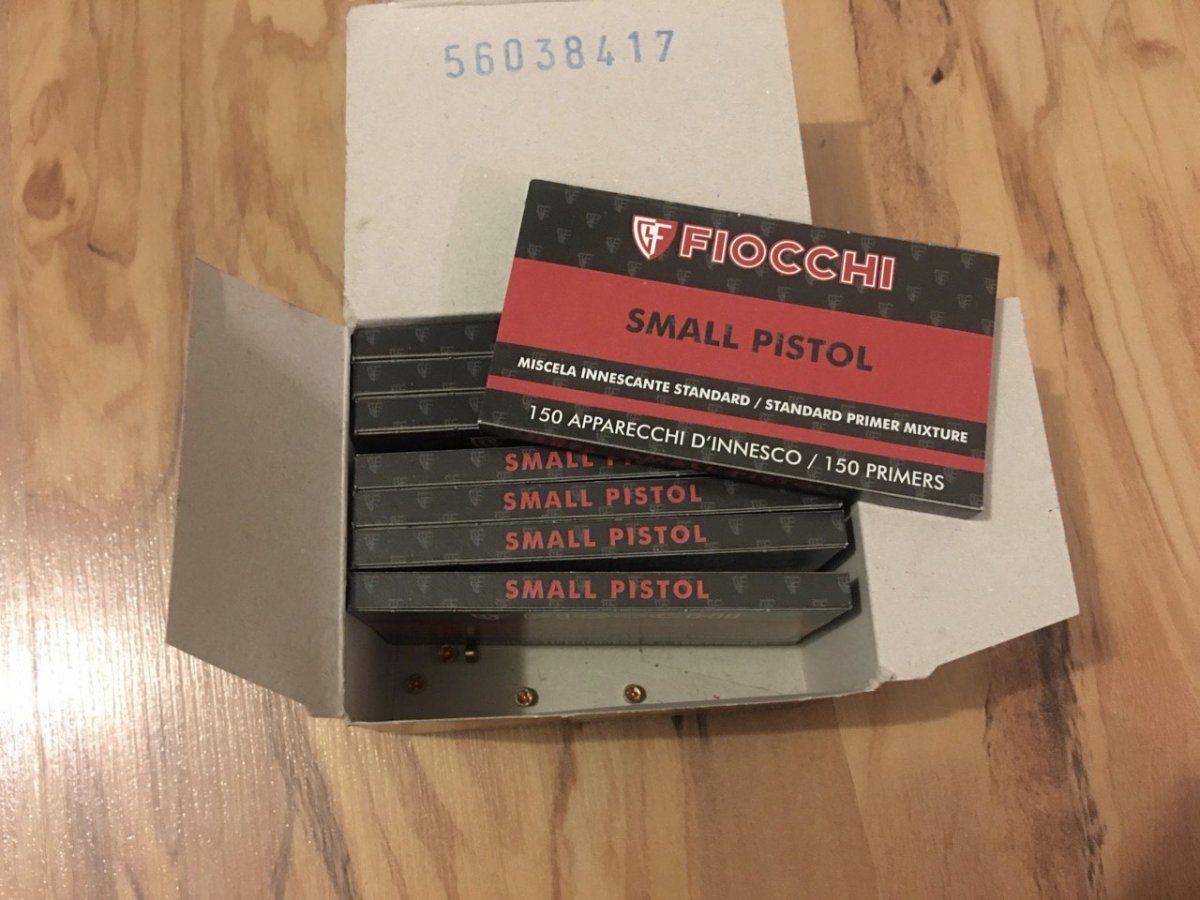 56038417
FIOCCHI
SMALL PISTOL
MISCELA INNESCANTE STANDARD / STANDARD PRIMER MIXTURE
150 APPARECCHI D'INNESCO / 150 PRIMERS
SMALL
SMALL PISTOL
SMALL PISTOL
SMALL PISTOL